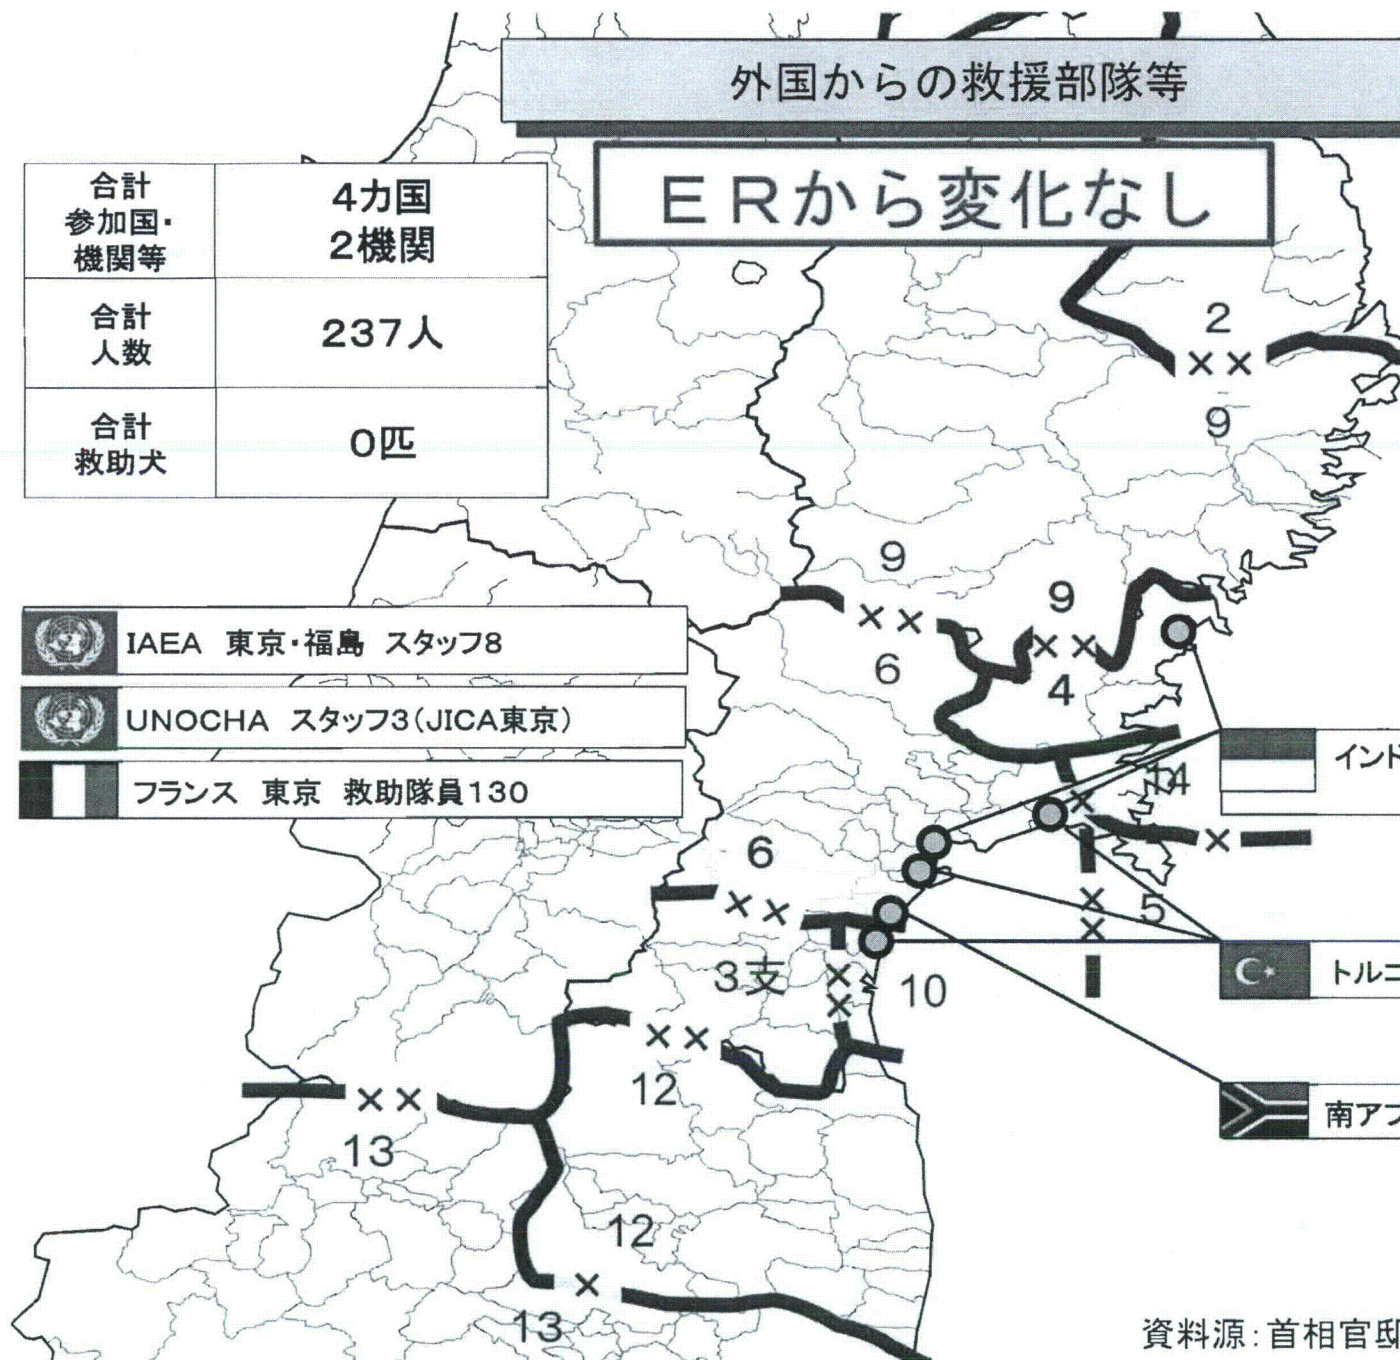 外国からの救援部隊等
ERから変化なし
合計
参加国・
機関等
4カ国
2機関
合計
人数
237人
合計
救助犬
0匹
2
××
9
9
××
6
9
××
4
IAEA 東京・福島 スタッフ8
UNOCHA スタッフ3(JICA東京)
フランス 東京 救助隊員130
インド
14
×
×
6
××
3支
×
×
5
×
×
10
トルコ
××
12
南アフ
××
13
12
×
13
資料源:首相官邸